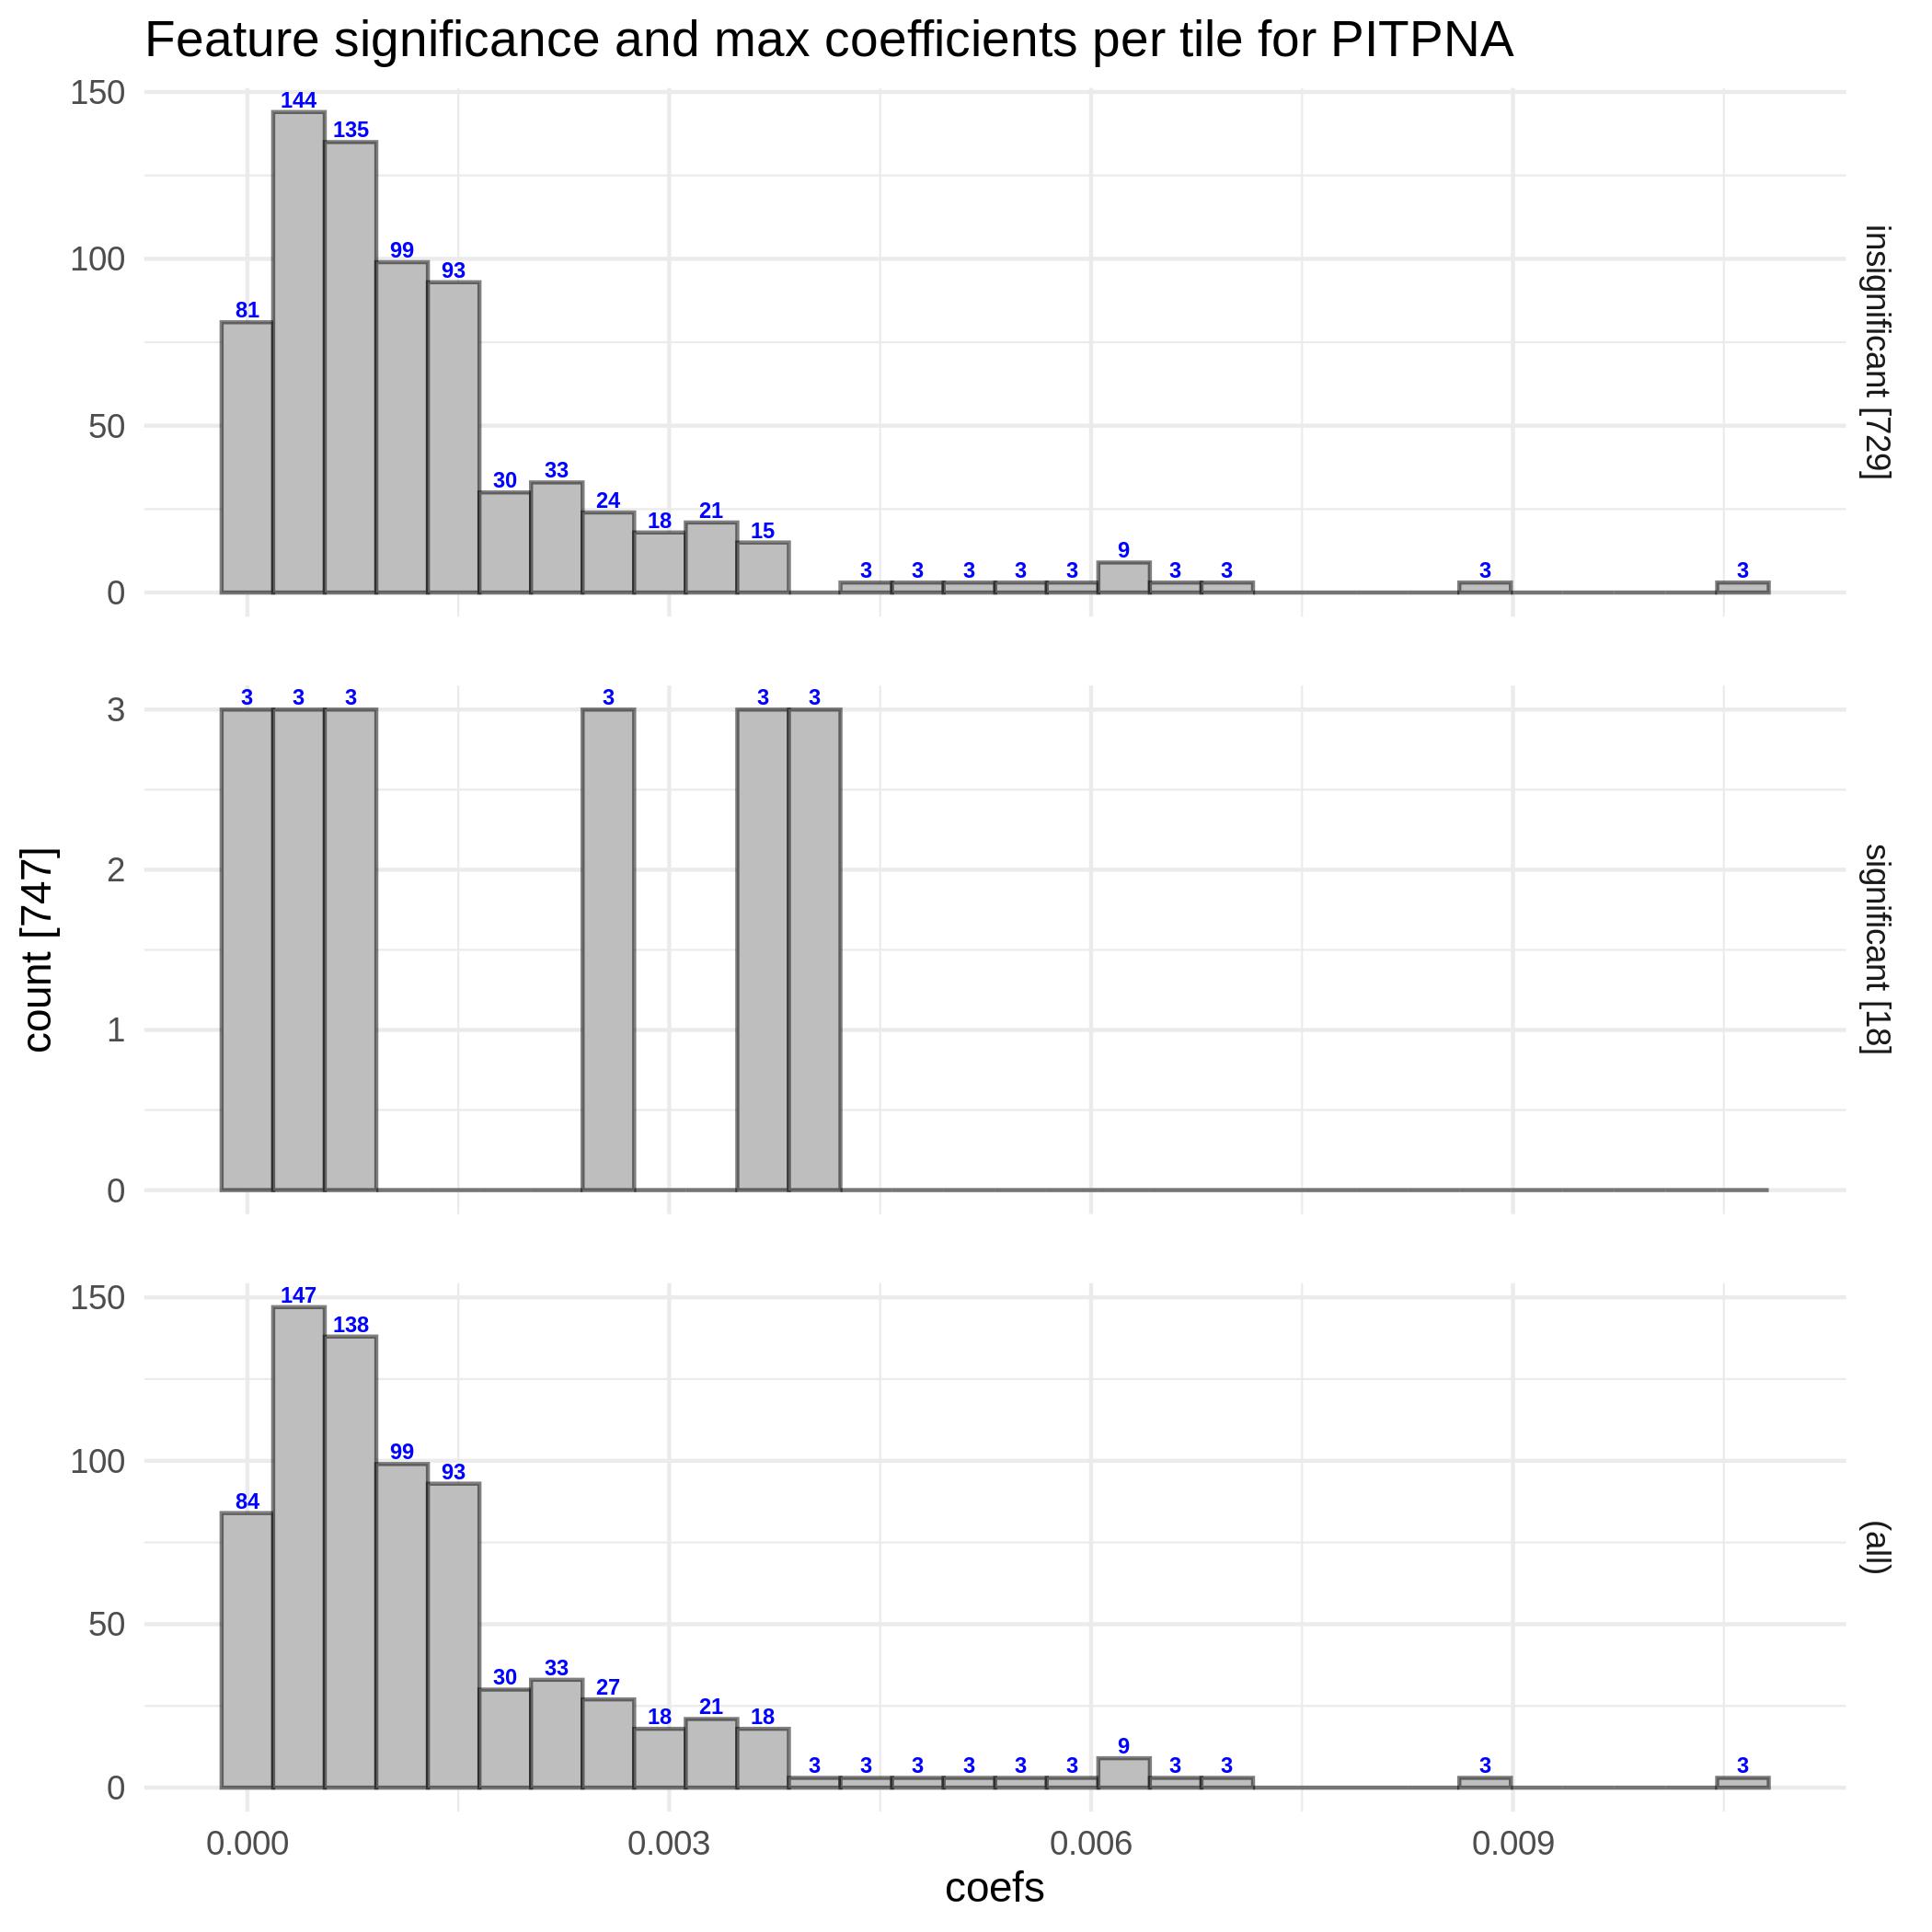 Feature significance and max coefficients per tile for PITPNA
150
100
50
0
81 144 135 99 93 30 33 24 18 21 15 3 3 3 3 3 9 3 3 3 3
insignificant [729]
3
2
1
0
3 3 3 3 3 3
significant [18]
count [747]
150
100
50
0
84 147 138 99 93 30 33 27 18 21 18 3 3 3 3 3 3 9 3 3 3 3
(all)
0.000 0.003 0.006 0.009
coefs